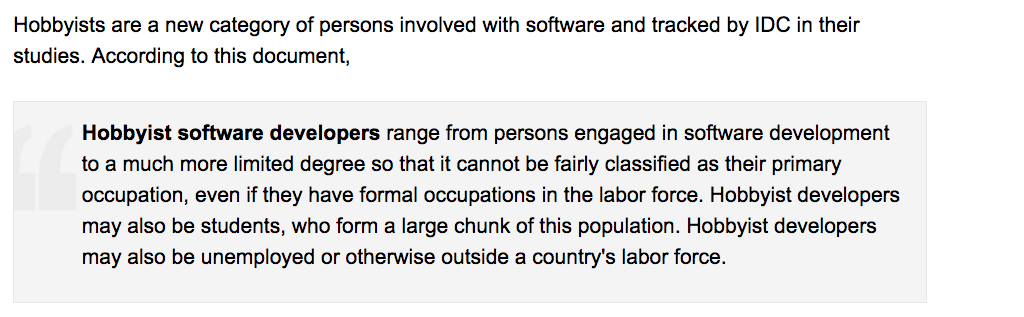 Hobbyists are a new category of persons involved with software and tracked by IDC in their
studies. According to this document,
“
Hobbyist software developers range from persons engaged in software development
to a much more limited degree so that it cannot be fairly classified as their primary
occupation, even if they have formal occupations in the labor force. Hobbyist developers
may also be students, who form a large chunk of this population. Hobbyist developers
may also be unemployed or otherwise outside a country's labor force.